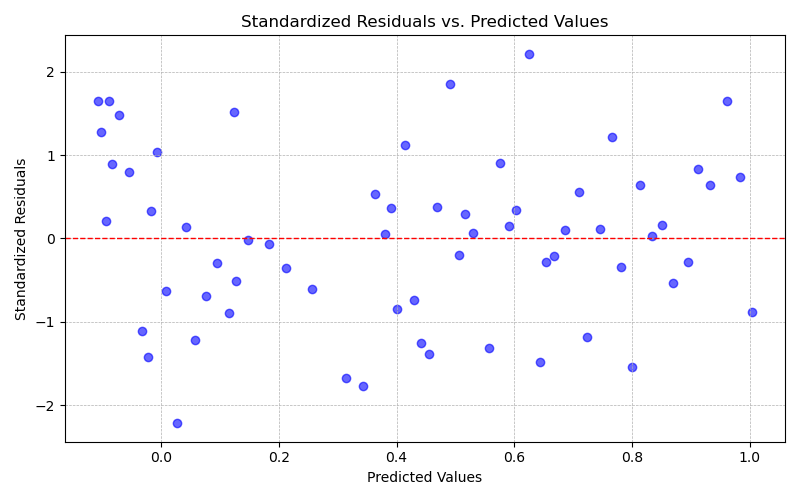 Standardized Residuals vs. Predicted Values
Standardized Residuals
2
1
0
−1
−2
0.0 0.2 0.4 0.6 0.8 1.0
Predicted Values